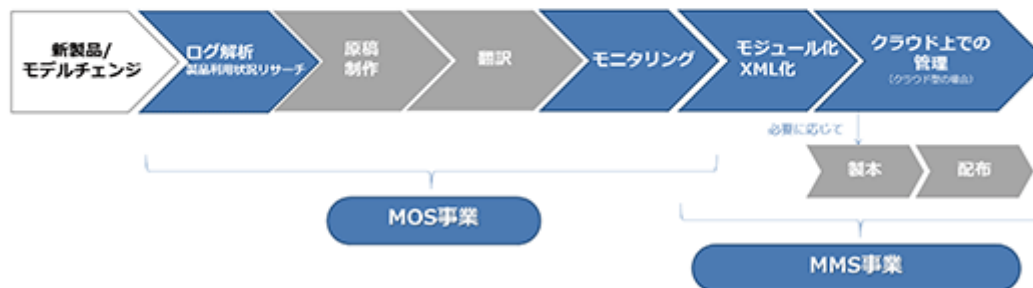 新製品/
モデルチェンジ
ログ解析
製品利用状況リサーチ
原稿
制作
翻訳
モニタリング
モジュール化
XML化
クラウド上での
管理
(クラウド型の場合)
必要に応じて
製本
配布
MOS事業
MMS事業